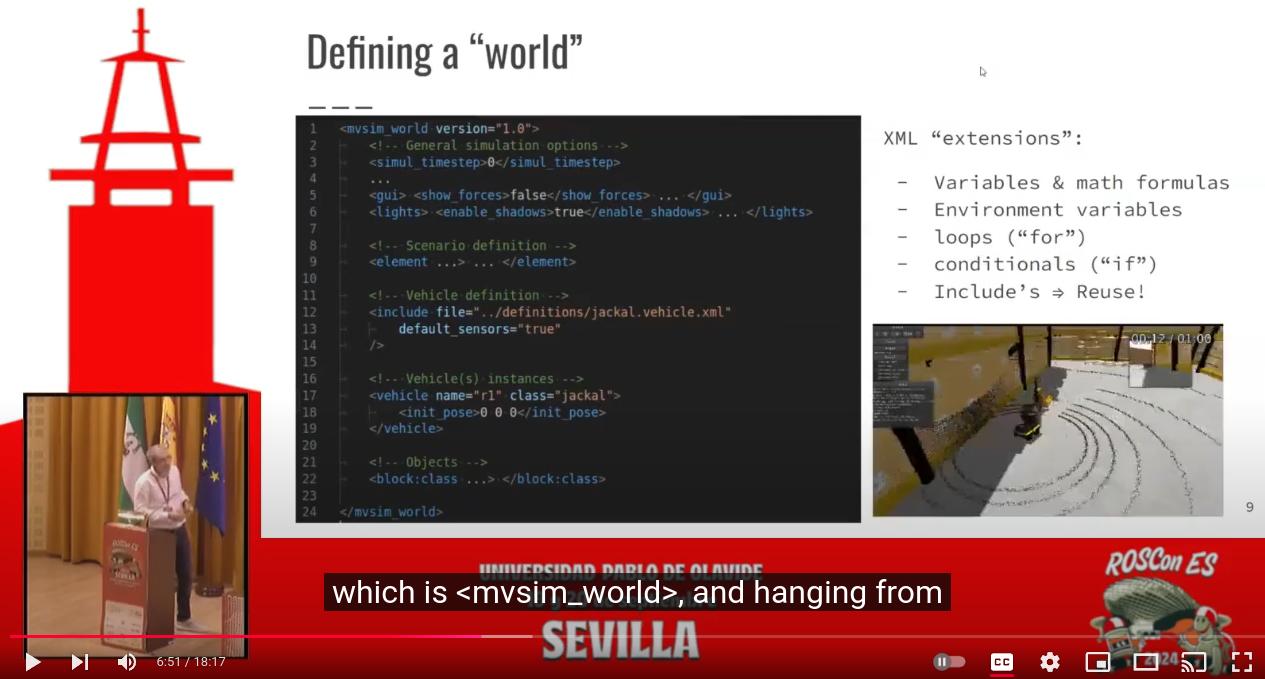 Defining a “world”
1 <mvsim_world version="1.0">
2 <!-- General simulation options -->
3 <simul_timestep>0</simul_timestep>
4 ...
5 <gui> <show_forces>false</show_forces> ... </gui>
6 <lights> <enable_shadows>true</enable_shadows> ... </lights>
7
8 <!-- Scenario definition -->
9 <element ...> ... </element>
10
11 <!-- Vehicle definition -->
12 <include file="../definitions/jackal.vehicle.xml"
13 default_sensors="true"
14 />
15
16 <!-- Vehicle(s) instances -->
17 <vehicle name="r1" class="jackal">
18 <init_pose>0 0 0</init_pose>
19 </vehicle>
20
21 <!-- Objects -->
22 <block:class ...> </block:class>
23
24 </mvsim_world>
XML “extensions”:
- Variables & math formulas
- Environment variables
- loops (“for”)
- conditionals (“if”)
- Include’s ⇒ Reuse!
00:12 / 01:00
9
ROSCon ES
SEVILLA
UNIVERSIDAD PABLO DE OLAVIDE
which is <mvsim_world>, and hanging from
SEVILLA
ROSCon ES
2024
6:51 / 18:17
CC